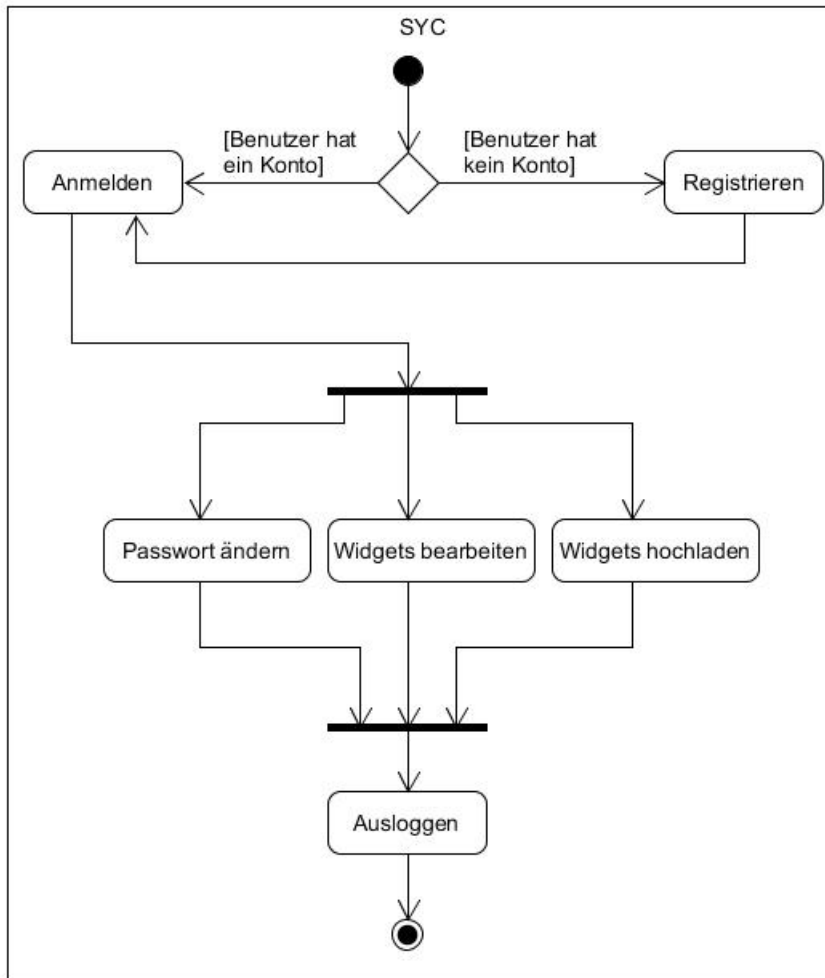 SYC
[Benutzer hat
ein Konto]
[Benutzer hat
kein Konto]
Anmelden
Registrieren
Passwort ändern
Widgets bearbeiten
Widgets hochladen
Ausloggen